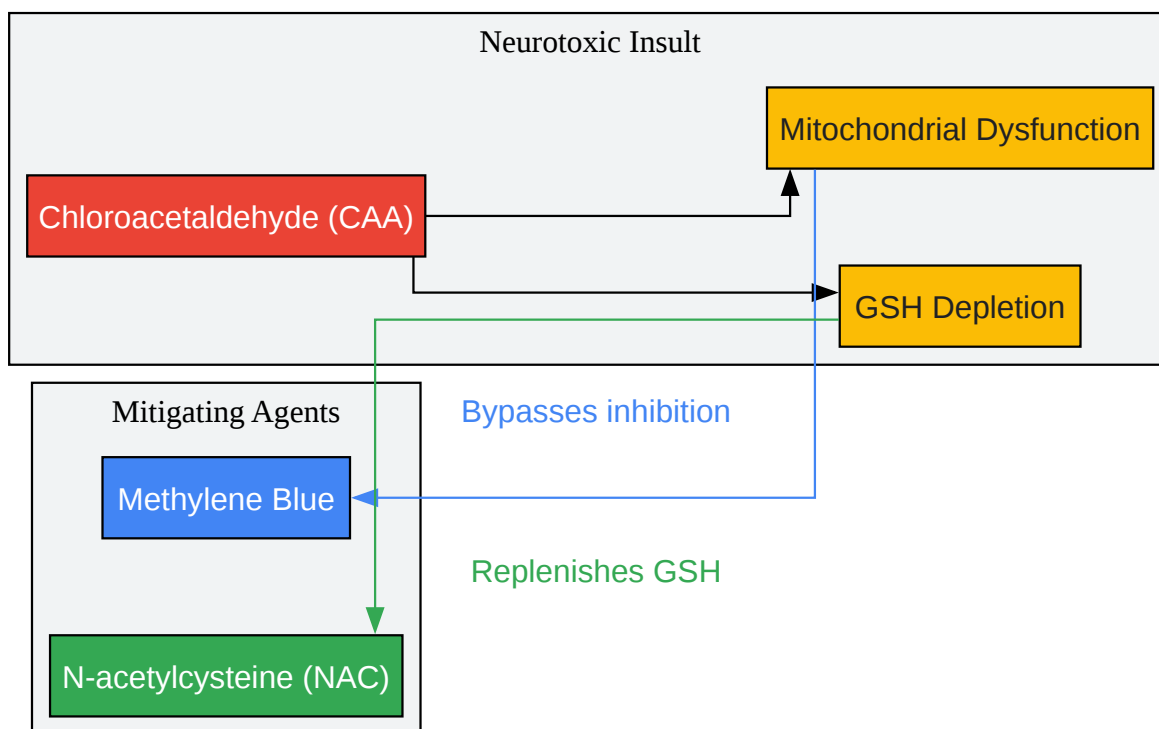 Neurotoxic Insult
Mitochondrial Dysfunction
Chloroacetaldehyde (CAA)
GSH Depletion
Mitigating Agents
Bypasses inhibition
Methylene Blue
Replenishes GSH
N-acetylcysteine (NAC)